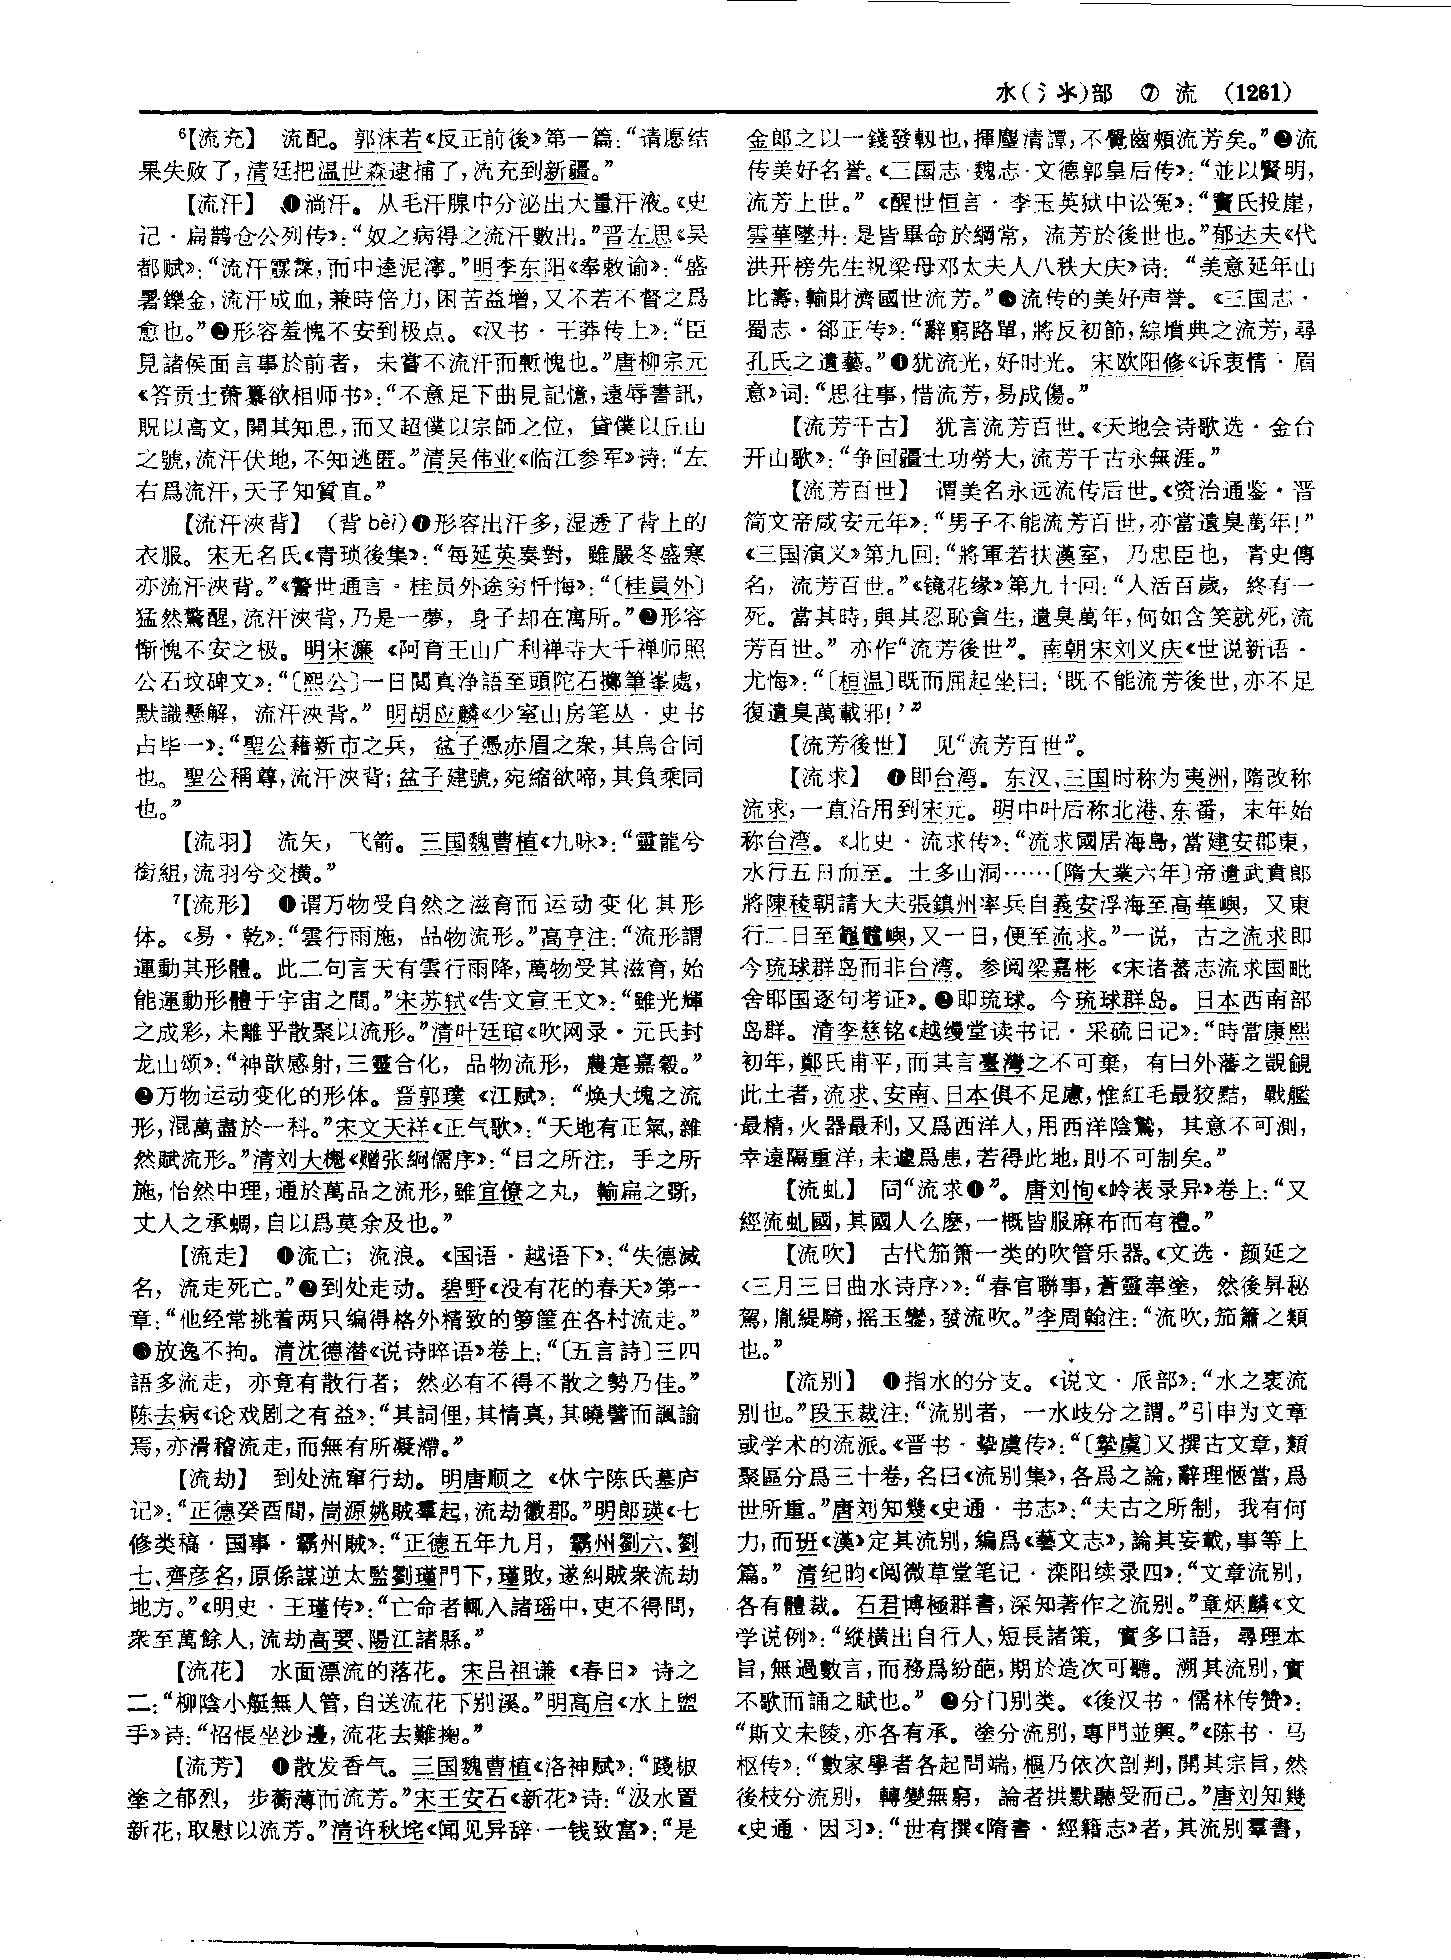 水(氵氺)部 ⑦ 流 (1261)
⁶【流充】 流配。郭沫若《反正前後》第一篇：“请愿结
果失败了，清廷把温世森逮捕了，流充到新疆。”
【流汗】 ❶淌汗。从毛汗腺中分泌出大量汗液。《史
记·扁鹊仓公列传》：“奴之病得之流汗數出。”晋左思《吴
都赋》：“流汗霡霂，而中逵泥濘。”明李东阳《奉敕谕》：“盛
暑鑠金，流汗成血，兼時倍力，困苦益增，又不若不督之爲
愈也。”❷形容羞愧不安到极点。《汉书·王莽传上》：“臣
見諸侯面言事於前者，未嘗不流汗而慙愧也。”唐柳宗元
《答贡士萧纂欲相师书》：“不意足下曲見記憶，遠辱書訊，
貺以高文，開其知思，而又超僕以宗師之位，貸僕以丘山
之號，流汗伏地，不知逃匿。”清吴伟业《临江参军》诗：“左
右爲流汗，天子知質直。”
【流汗浹背】 （背 bèi）❶形容出汗多，湿透了背上的
衣服。宋无名氏《青琐後集》：“每延英奏對，雖嚴冬盛寒
亦流汗浹背。”《警世通言·桂员外途穷忏悔》：“〔桂員外〕
猛然驚醒，流汗浹背，乃是一夢，身子却在寓所。”❷形容
惭愧不安之极。明宋濂《阿育王山广利禅寺大千禅师照
公石坟碑文》：“〔熙公〕一日閲真净語至頭陀石擲筆峯處，
默識懸解，流汗浹背。”明胡应麟《少室山房笔丛·史书
占毕一》：“聖公藉新市之兵，盆子憑赤眉之衆，其烏合同
也。聖公稱尊，流汗浹背；盆子建號，宛縮欲啼，其負乘同
也。”
【流羽】 流矢，飞箭。三国魏曹植《九咏》：“靈龍兮
銜組，流羽兮交横。”
⁷【流形】 ❶谓万物受自然之滋育而运动变化其形
体。《易·乾》：“雲行雨施，品物流形。”高亨注：“流形謂
運動其形體。此二句言天有雲行雨降，萬物受其滋育，始
能運動形體于宇宙之間。”宋苏轼《告文宣王文》：“雖光輝
之成彩，未離乎散聚以流形。”清叶廷琯《吹网录·元氏封
龙山颂》：“神歆感射，三靈合化，品物流形，農寔嘉穀。”
❷万物运动变化的形体。晋郭璞《江赋》：“焕大塊之流
形，混萬盡於一科。”宋文天祥《正气歌》：“天地有正氣，雜
然賦流形。”清刘大櫆《赠张絅儒序》：“目之所注，手之所
施，怡然中理，通於萬品之流形，雖宜僚之丸，輪扁之斲，
丈人之承蜩，自以爲莫余及也。”
【流走】 ❶流亡；流浪。《国语·越语下》：“失德滅
名，流走死亡。”❷到处走动。碧野《没有花的春天》第一
章：“他经常挑着两只编得格外精致的箩筐在各村流走。”
❸放逸不拘。清沈德潜《说诗晬语》卷上：“〔五言詩〕三四
語多流走，亦竟有散行者；然必有不得不散之勢乃佳。”
陈去病《论戏剧之有益》：“其詞俚，其情真，其曉譬而諷諭
焉，亦滑稽流走，而無有所凝滯。”
【流劫】 到处流窜行劫。明唐顺之《休宁陈氏墓庐
记》：“正德癸酉間，崗源姚賊羣起，流劫徽郡。”明郎瑛《七
修类稿·国事·霸州賊》：“正德五年九月，霸州劉六、劉
七、齊彦名，原係謀逆太監劉瑾門下，瑾敗，遂糾賊衆流劫
地方。”《明史·王瑾传》：“亡命者輒入諸瑶中，吏不得問，
衆至萬餘人，流劫高要、陽江諸縣。”
【流花】 水面漂流的落花。宋吕祖谦《春日》诗之
二：“柳陰小艇無人管，自送流花下别溪。”明高启《水上盥
手》诗：“怊悵坐沙邊，流花去難掬。”
【流芳】 ❶散发香气。三国魏曹植《洛神赋》：“踐椒
塗之郁烈，步蘅薄而流芳。”宋王安石《新花》诗：“汲水置
新花，取慰以流芳。”清许秋垞《闻见异辞·一钱致富》：“是
金郎之以一錢發軔也，揮麈清譚，不覺齒頰流芳矣。”❷流
传美好名誉。《三国志·魏志·文德郭皇后传》：“並以賢明，
流芳上世。”《醒世恒言·李玉英狱中讼冤》：“竇氏投崖，
雲華墜井：是皆畢命於綱常，流芳於後世也。”郁达夫《代
洪开榜先生祝梁母邓太夫人八秩大庆》诗：“美意延年山
比壽，輸財濟國世流芳。”❸流传的美好声誉。《三国志·
蜀志·郤正传》：“辭窮路單，將反初節，綜墳典之流芳，尋
孔氏之遺藝。”❹犹流光，好时光。宋欧阳修《诉衷情·眉
意》词：“思往事，惜流芳，易成傷。”
【流芳千古】 犹言流芳百世。《天地会诗歌选·金台
开山歌》：“争回疆土功勞大，流芳千古永無涯。”
【流芳百世】 谓美名永远流传后世。《资治通鉴·晋
简文帝咸安元年》：“男子不能流芳百世，亦當遺臭萬年！”
《三国演义》第九回：“將軍若扶漢室，乃忠臣也，青史傳
名，流芳百世。”《镜花缘》第九十回：“人活百歲，終有一
死。當其時，與其忍恥貪生，遺臭萬年，何如含笑就死，流
芳百世。”亦作“流芳後世”。南朝宋刘义庆《世说新语·
尤悔》：“〔桓温〕既而屈起坐曰：‘既不能流芳後世，亦不足
復遺臭萬載邪！’”
【流芳後世】 见“流芳百世”。
【流求】 ❶即台湾。东汉、三国时称为夷洲，隋改称
流求，一直沿用到宋元。明中叶后称北港、东番，末年始
称台湾。《北史·流求传》：“流求國居海島，當建安郡東，
水行五日而至。土多山洞……〔隋大業六年〕帝遣武賁郎
將陳稜朝請大夫張鎮州率兵自義安浮海至高華嶼，又東
行二日至鼊嶼，又一日，便至流求。”一说，古之流求即
今琉球群岛而非台湾。参阅梁嘉彬《宋诸蕃志流求国毗
舍耶国逐句考证》。❷即琉球。今琉球群岛。日本西南部
岛群。清李慈铭《越缦堂读书记·采硫日记》：“時當康熙
初年，鄭氏甫平，而其言臺灣之不可棄，有曰外藩之覬覦
此土者，流求、安南、日本俱不足慮，惟紅毛最狡黠，戰艦
最精，火器最利，又爲西洋人，用西洋陰鷙，其意不可測，
幸遠隔重洋，未遽爲患，若得此地，則不可制矣。”
【流虬】 同“流求❶”。唐刘恂《岭表录异》卷上：“又
經流虬國，其國人么麽，一概皆服麻布而有禮。”
【流吹】 古代笳箫一类的吹管乐器。《文选·颜延之
〈三月三日曲水诗序〉》：“春官聯事，蒼靈奉塗，然後昇秘
駕，胤緹騎，摇玉鑾，發流吹。”李周翰注：“流吹，笳簫之類
也。”
【流别】 ❶指水的分支。《说文·𠂢部》：“水之衺流
别也。”段玉裁注：“流别者，一水歧分之謂。”引申为文章
或学术的流派。《晋书·挚虞传》：“〔摯虞〕又撰古文章，類
聚區分爲三十卷，名曰《流别集》，各爲之論，辭理愜當，爲
世所重。”唐刘知幾《史通·书志》：“夫古之所制，我有何
力，而班《漢》定其流别，編爲《藝文志》，論其妄載，事等上
篇。”清纪昀《阅微草堂笔记·滦阳续录四》：“文章流别，
各有體裁。石君博極群書，深知著作之流别。”章炳麟《文
学说例》：“縱横出自行人，短長諸策，實多口語，尋理本
旨，無過數言，而務爲紛葩，期於造次可聽。溯其流别，實
不歌而誦之賦也。”❷分门别类。《後汉书·儒林传赞》：
“斯文未陵，亦各有承。塗分流别，專門並興。”《陈书·马
枢传》：“數家學者各起問端，樞乃依次剖判，開其宗旨，然
後枝分流别，轉變無窮，論者拱默聽受而已。”唐刘知幾
《史通·因习》：“世有撰《隋書·經籍志》者，其流别羣書，